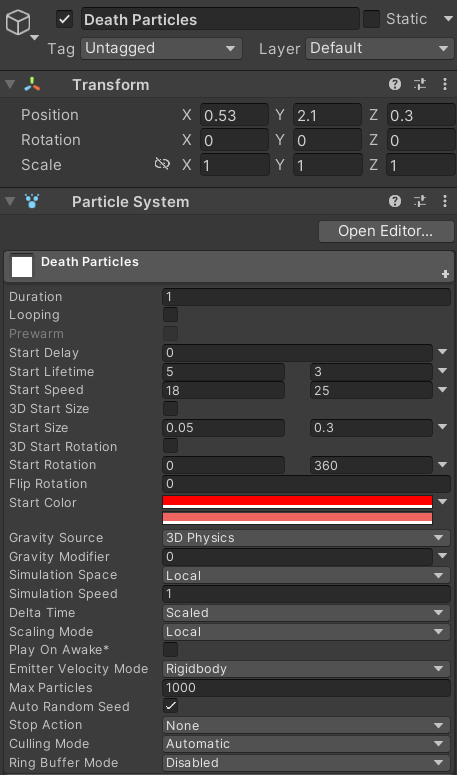 Death Particles Static
Tag Untagged Layer Default
Transform
Position X 0.53 Y 2.1 Z 0.3
Rotation X 0 Y 0 Z 0
Scale X 1 Y 1 Z 1
Particle System
Open Editor...
Death Particles
Duration 1
Looping
Prewarm
Start Delay 0
Start Lifetime 5 3
Start Speed 18 25
3D Start Size
Start Size 0.05 0.3
3D Start Rotation
Start Rotation 0 360
Flip Rotation 0
Start Color
Gravity Source 3D Physics
Gravity Modifier 0
Simulation Space Local
Simulation Speed 1
Delta Time Scaled
Scaling Mode Local
Play On Awake*
Emitter Velocity Mode Rigidbody
Max Particles 1000
Auto Random Seed
Stop Action None
Culling Mode Automatic
Ring Buffer Mode Disabled